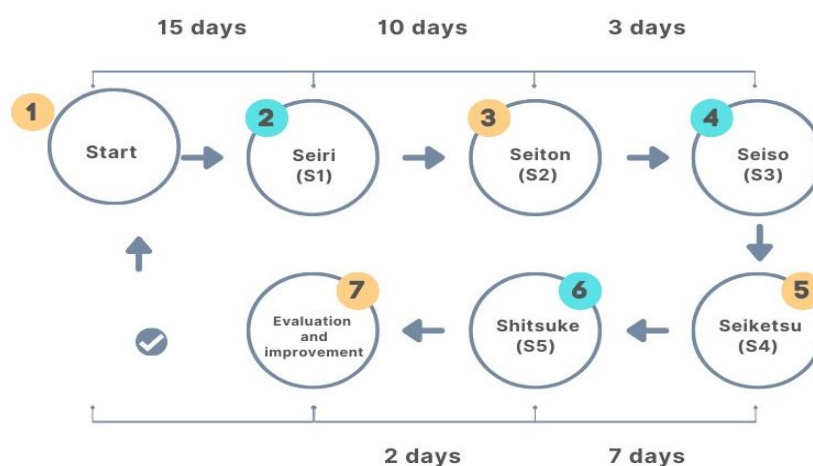 15 days 10 days 3 days
1 2 3 4
Start Seiri Seiton Seiso
(S1) (S2) (S3)
7 6 5
Evaluation
and
improvement
Shitsuke
(S5)
Seiketsu
(S4)
2 days 7 days